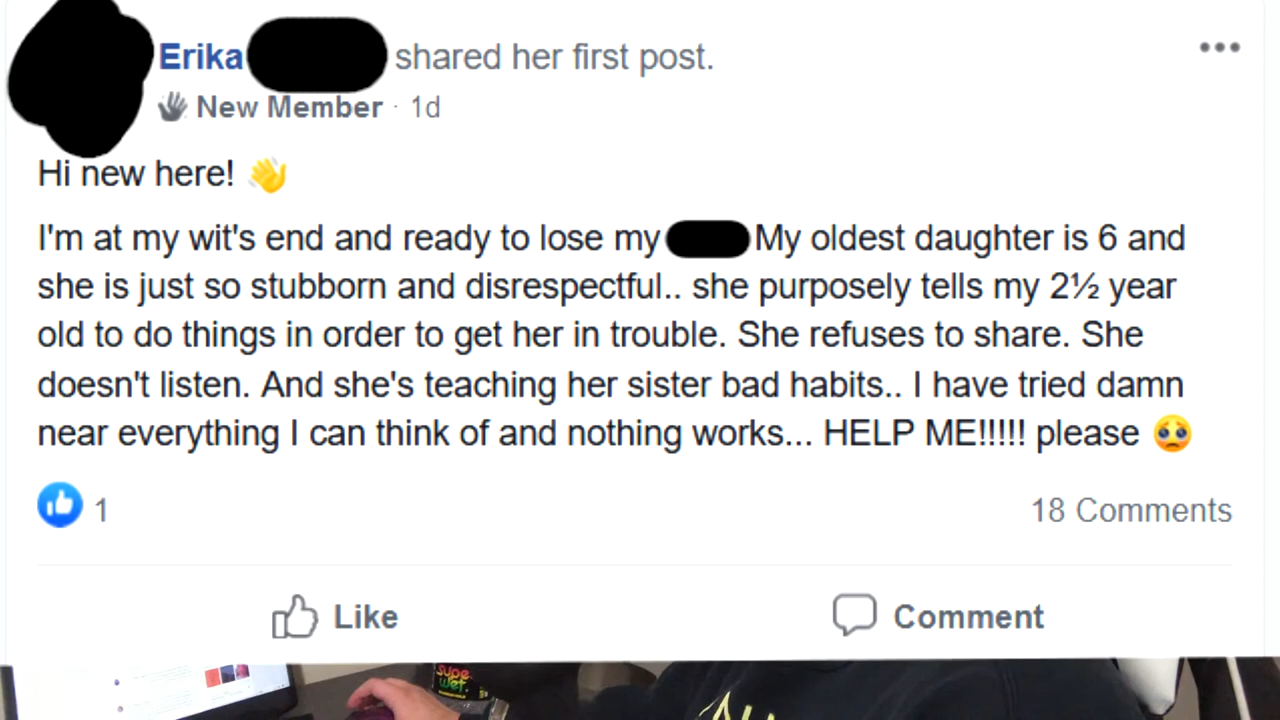 Erika shared her first post.
New Member · 1d
Hi new here! 👋
I'm at my wit's end and ready to lose my My oldest daughter is 6 and
she is just so stubborn and disrespectful.. she purposely tells my 2½ year
old to do things in order to get her in trouble. She refuses to share. She
doesn't listen. And she's teaching her sister bad habits.. I have tried damn
near everything I can think of and nothing works... HELP ME!!!!! please 🥺
1
18 Comments
Like
Comment
supe
wet.